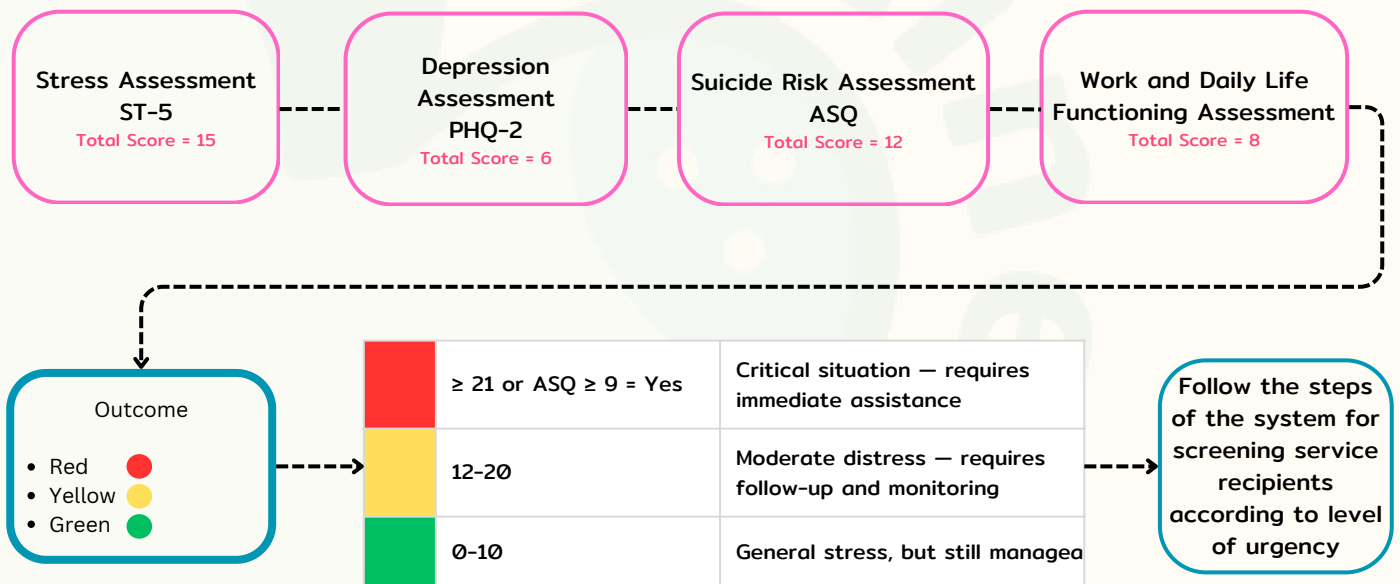 Stress Assessment
ST-5
Total Score = 15
Depression
Assessment
PHQ-2
Total Score = 6
Suicide Risk Assessment
ASQ
Total Score = 12
Work and Daily Life
Functioning Assessment
Total Score = 8
Outcome
• Red
• Yellow
• Green
≥ 21 or ASQ ≥ 9 = Yes
Critical situation — requires
immediate assistance
12-20
Moderate distress — requires
follow-up and monitoring
0-10
General stress, but still managea
Follow the steps
of the system for
screening service
recipients
according to level
of urgency